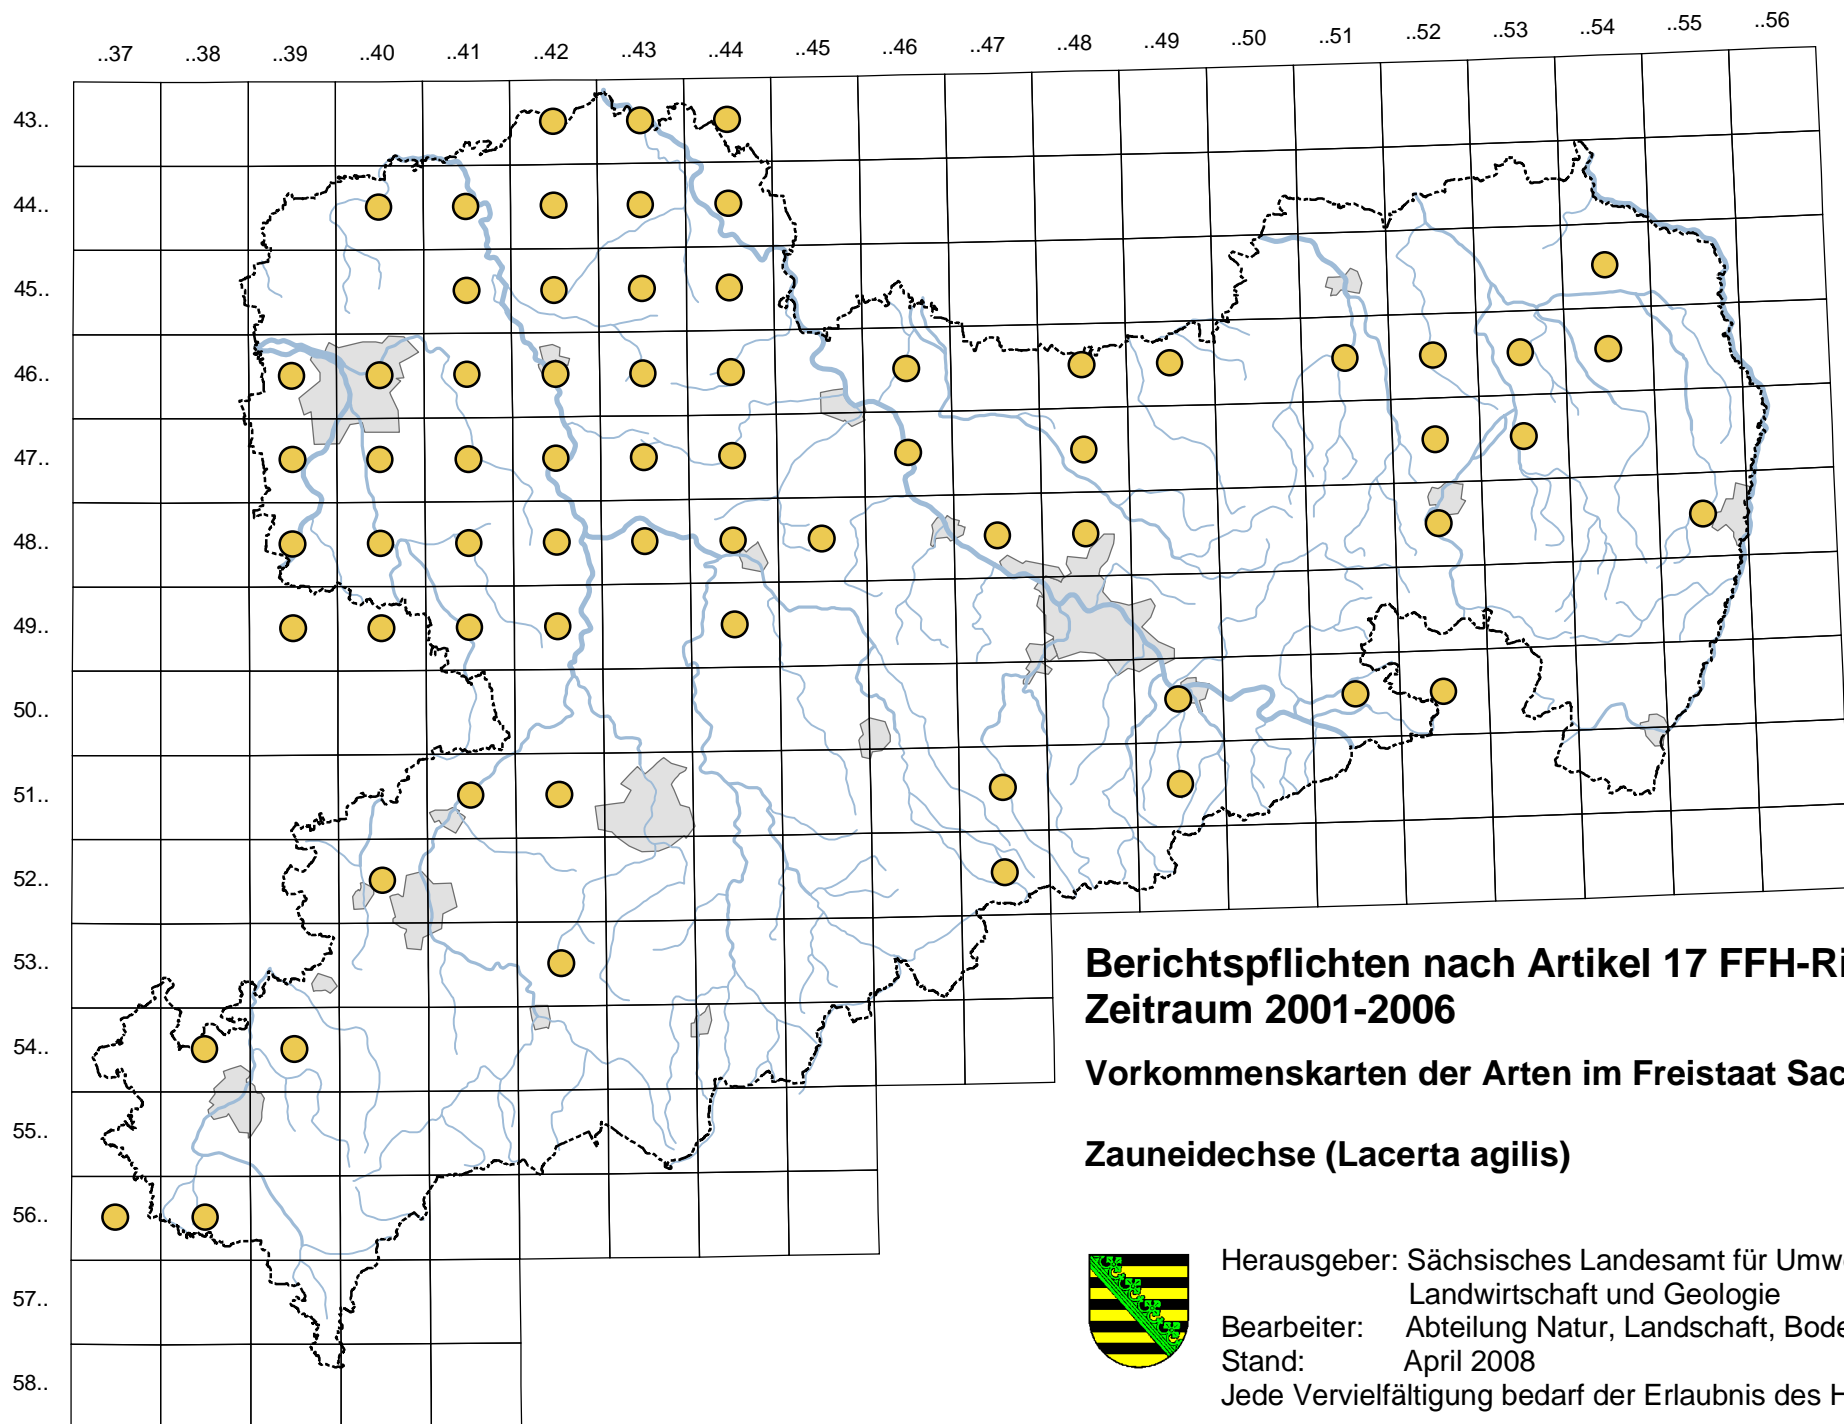 ..37 ..38 ..39 ..40 ..41 ..42 ..43 ..44 ..45 ..46 ..47 ..48 ..49 ..50 ..51 ..52 ..53 ..54 ..55 ..56
43..
44..
45..
46..
47..
48..
49..
50..
51..
52..
53..
54..
55..
56..
57..
58..
Berichtspflichten nach Artikel 17 FFH-Ri
Zeitraum 2001-2006
Vorkommenskarten der Arten im Freistaat Sac
Zauneidechse (Lacerta agilis)
Herausgeber: Sächsisches Landesamt für Umw
Landwirtschaft und Geologie
Bearbeiter: Abteilung Natur, Landschaft, Bode
Stand: April 2008
Jede Vervielfältigung bedarf der Erlaubnis des H